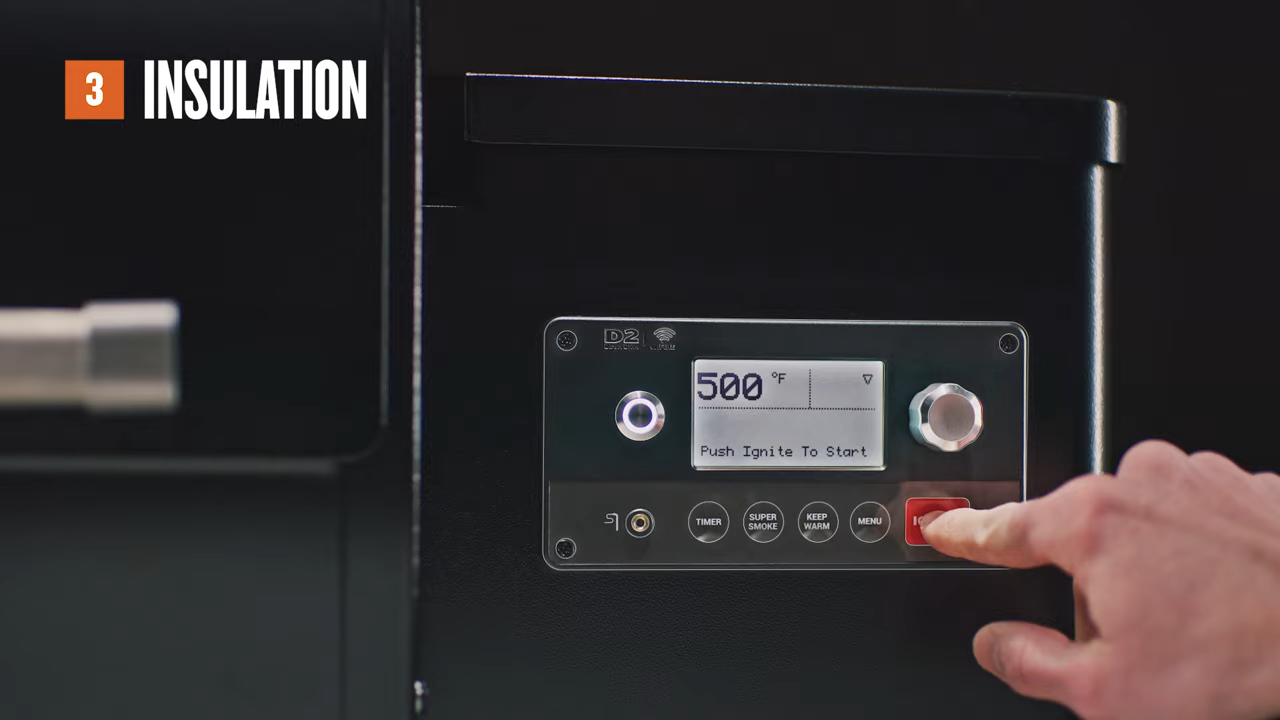 3 INSULATION
D2
500 °F
Push Ignite To Start
TIMER
SUPER
SMOKE
KEEP
WARM
MENU